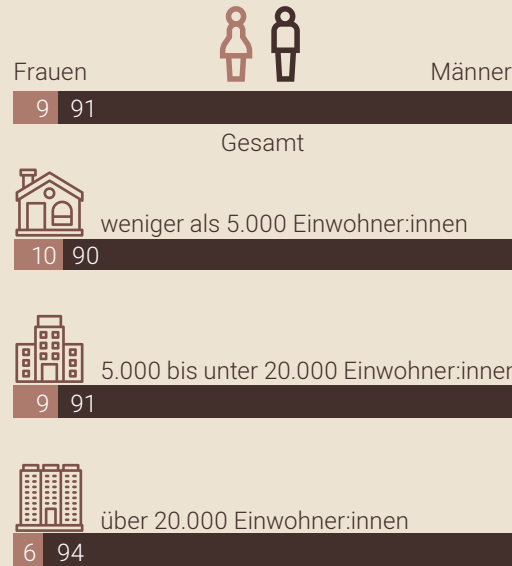 Frauen Männer
9 91
Gesamt
weniger als 5.000 Einwohner:innen
10 90
5.000 bis unter 20.000 Einwohner:innen
9 91
über 20.000 Einwohner:innen
6 94